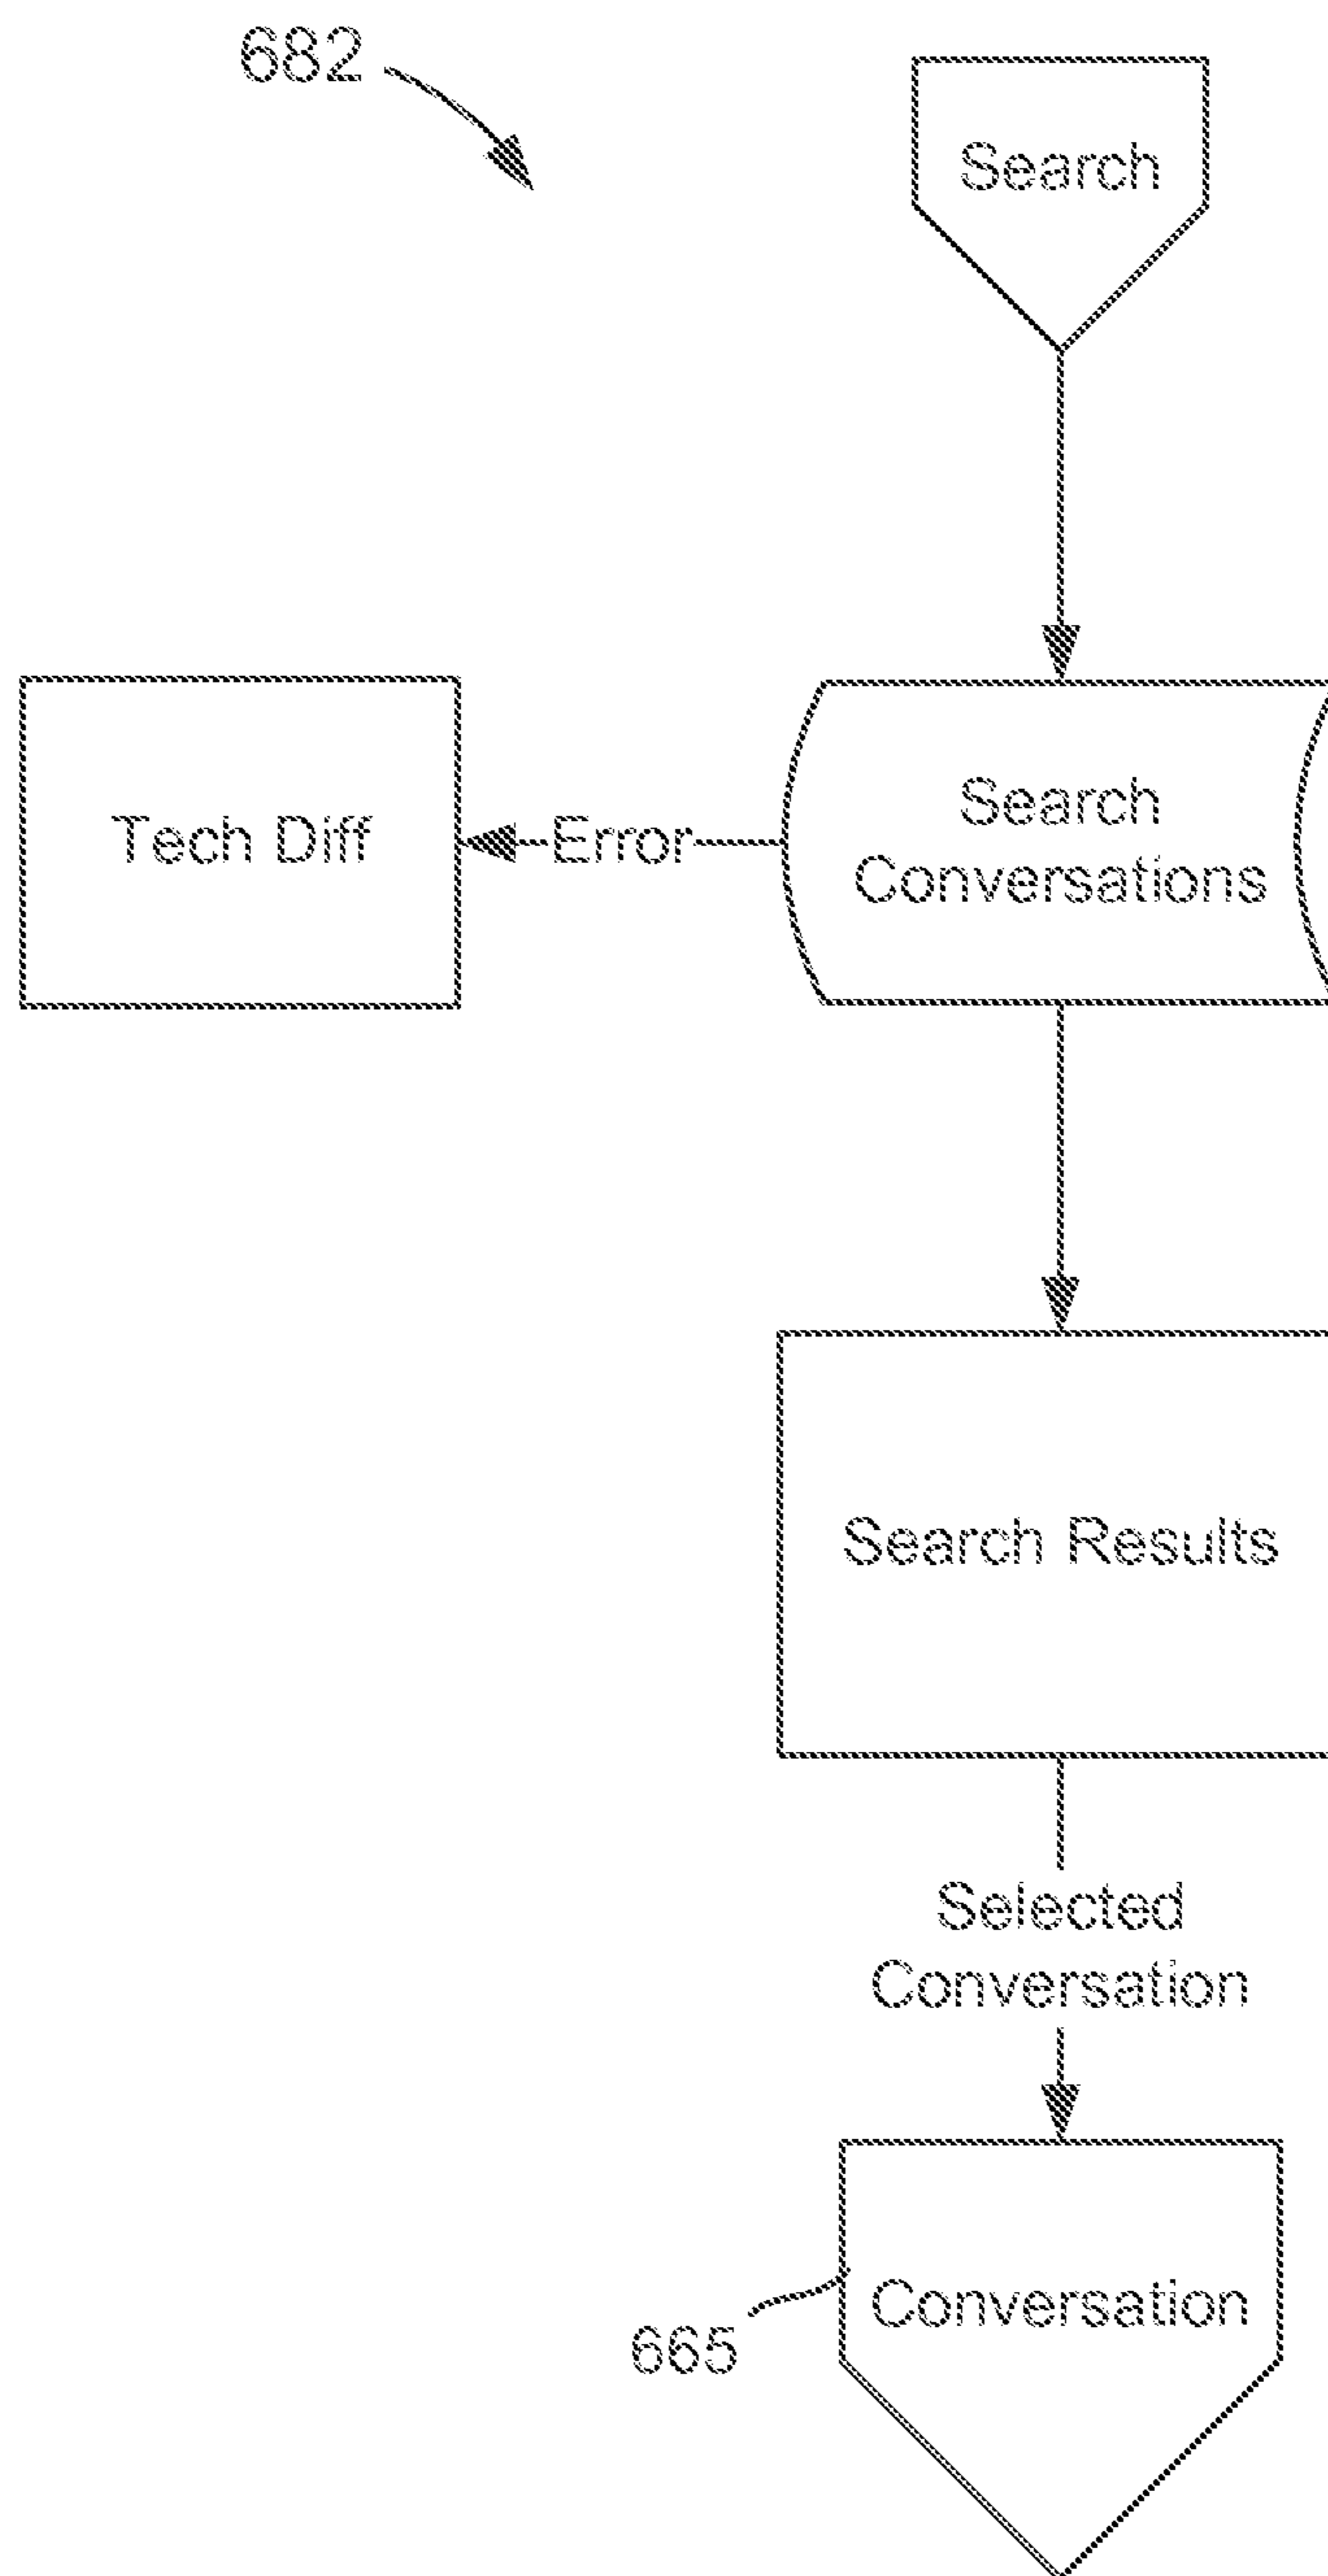 682
Search
Search
Conversations
Tech Diff
Error
Search Results
Selected
Conversation
Conversation
665